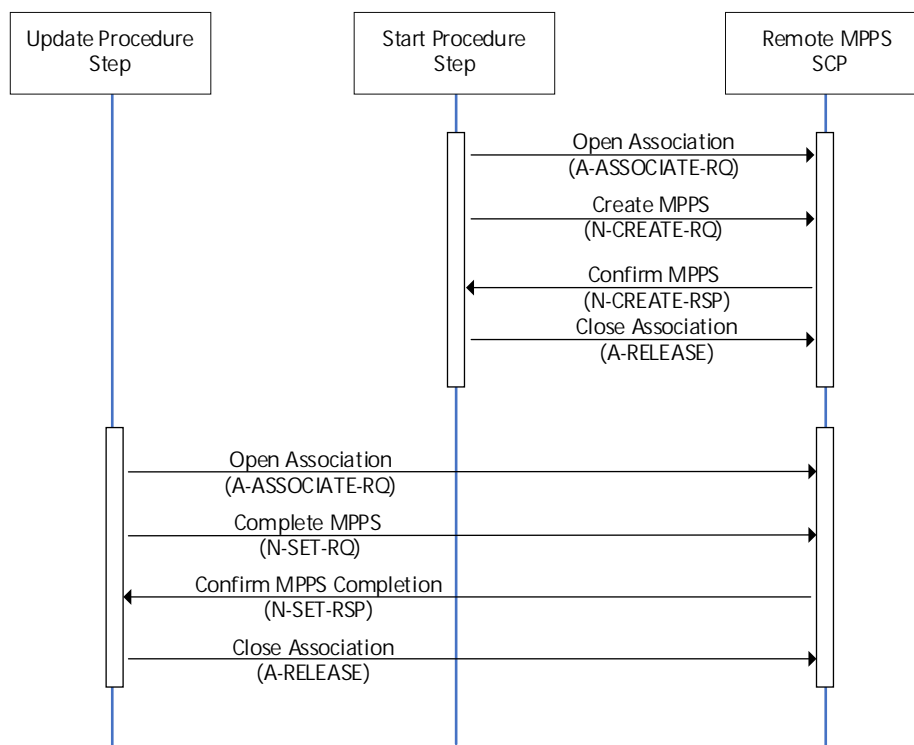 Update Procedure
Step
Start Procedure
Step
Remote MPPS
SCP
Open Association
(A-ASSOCIATE-RQ)
Create MPPS
(N-CREATE-RQ)
Confirm MPPS
(N-CREATE-RSP)
Close Association
(A-RELEASE)
Open Association
(A-ASSOCIATE-RQ)
Complete MPPS
(N-SET-RQ)
Confirm MPPS Completion
(N-SET-RSP)
Close Association
(A-RELEASE)